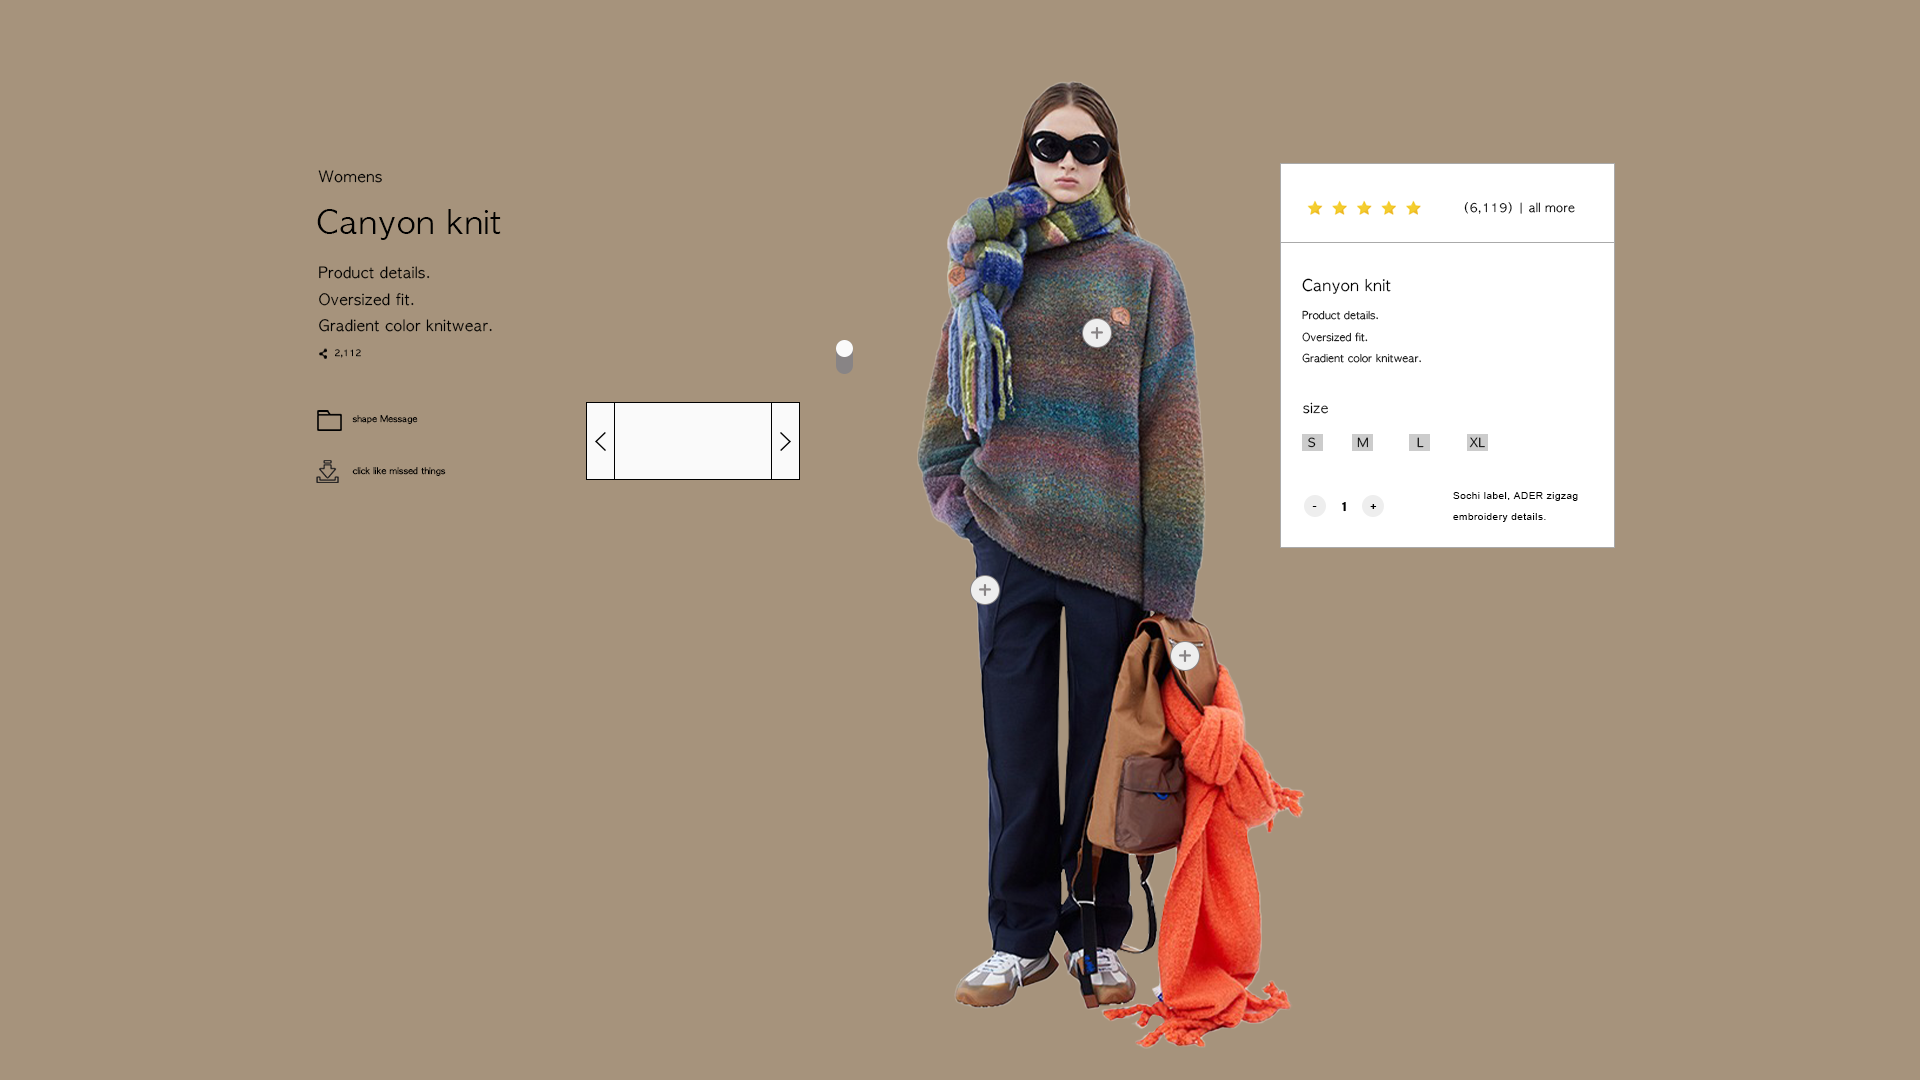 Womens
Canyon knit
Product details.
Oversized fit.
Gradient color knitwear.
2,112
shape Message
click like missed things
(6,119) | all more
Canyon knit
Product details.
Oversized fit.
Gradient color knitwear.
size
S M L XL
- 1 +
Sochi label, ADER zigzag
embroidery details.